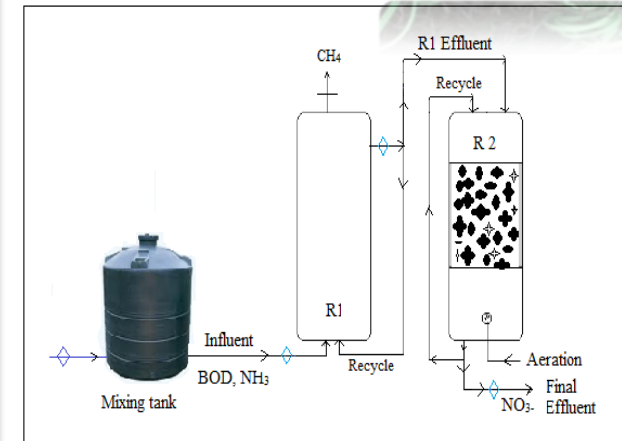 R1 Effluent
CH₄
Recycle
R 2
R1
Influent
BOD, NH₃
Recycle
Aeration
Mixing tank
NO₃-
Final
Effluent